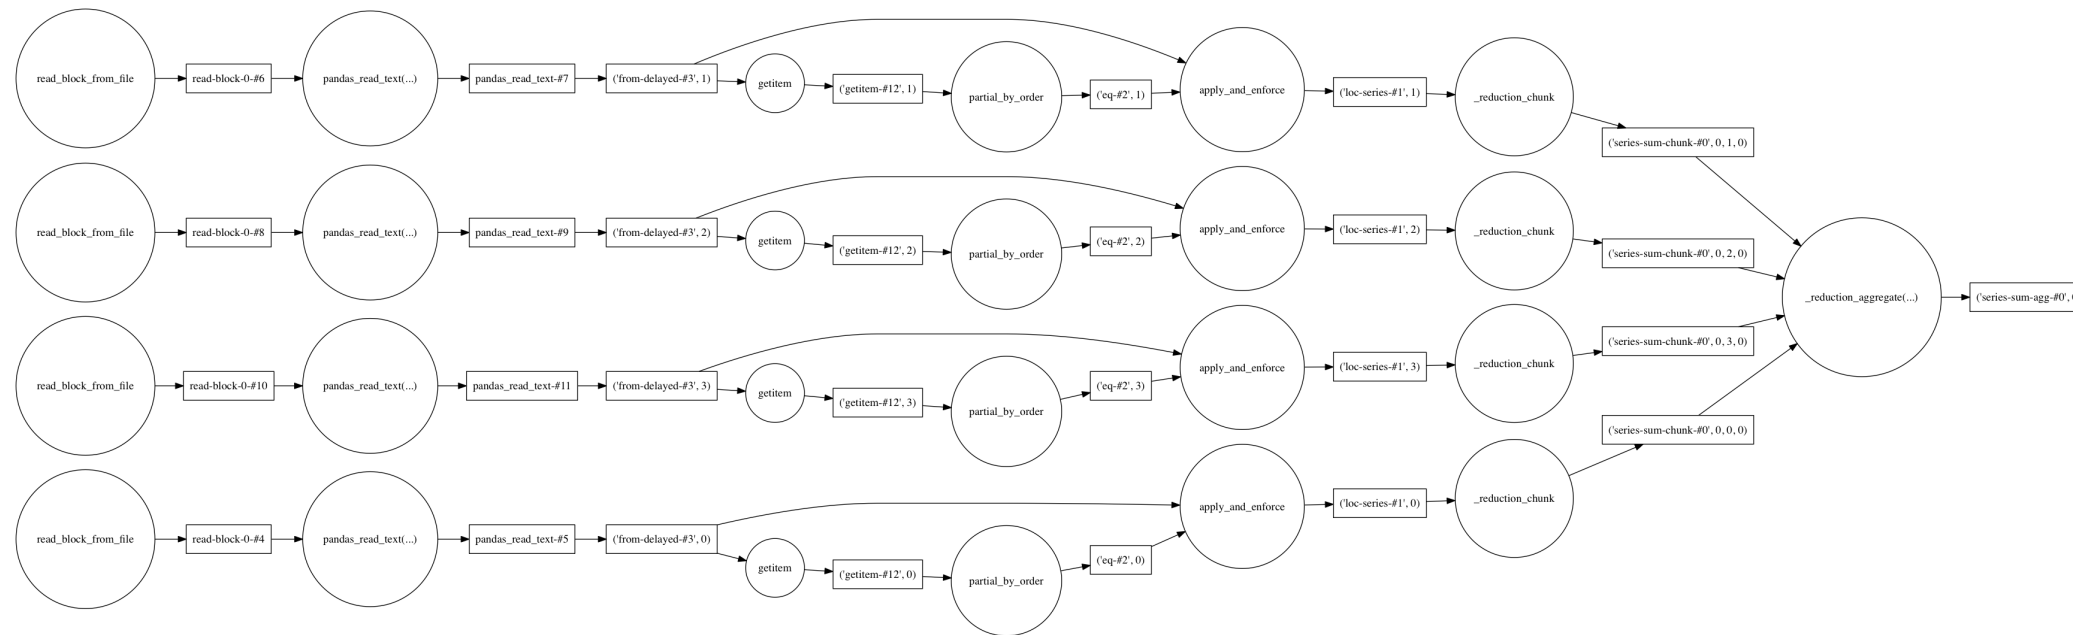 read_block_from_file
read-block-0-#6
pandas_read_text(...)
pandas_read_text-#7
('from-delayed-#3', 1)
getitem
('getitem-#12', 1)
partial_by_order
('eq-#2', 1)
apply_and_enforce
('loc-series-#1', 1)
_reduction_chunk
('series-sum-chunk-#0', 0, 1, 0)
read_block_from_file
read-block-0-#8
pandas_read_text(...)
pandas_read_text-#9
('from-delayed-#3', 2)
getitem
('getitem-#12', 2)
partial_by_order
('eq-#2', 2)
apply_and_enforce
('loc-series-#1', 2)
_reduction_chunk
('series-sum-chunk-#0', 0, 2, 0)
read_block_from_file
read-block-0-#10
pandas_read_text(...)
pandas_read_text-#11
('from-delayed-#3', 3)
getitem
('getitem-#12', 3)
partial_by_order
('eq-#2', 3)
apply_and_enforce
('loc-series-#1', 3)
_reduction_chunk
('series-sum-chunk-#0', 0, 3, 0)
read_block_from_file
read-block-0-#4
pandas_read_text(...)
pandas_read_text-#5
('from-delayed-#3', 0)
getitem
('getitem-#12', 0)
partial_by_order
('eq-#2', 0)
apply_and_enforce
('loc-series-#1', 0)
_reduction_chunk
('series-sum-chunk-#0', 0, 0, 0)
_reduction_aggregate(...)
('series-sum-agg-#0',